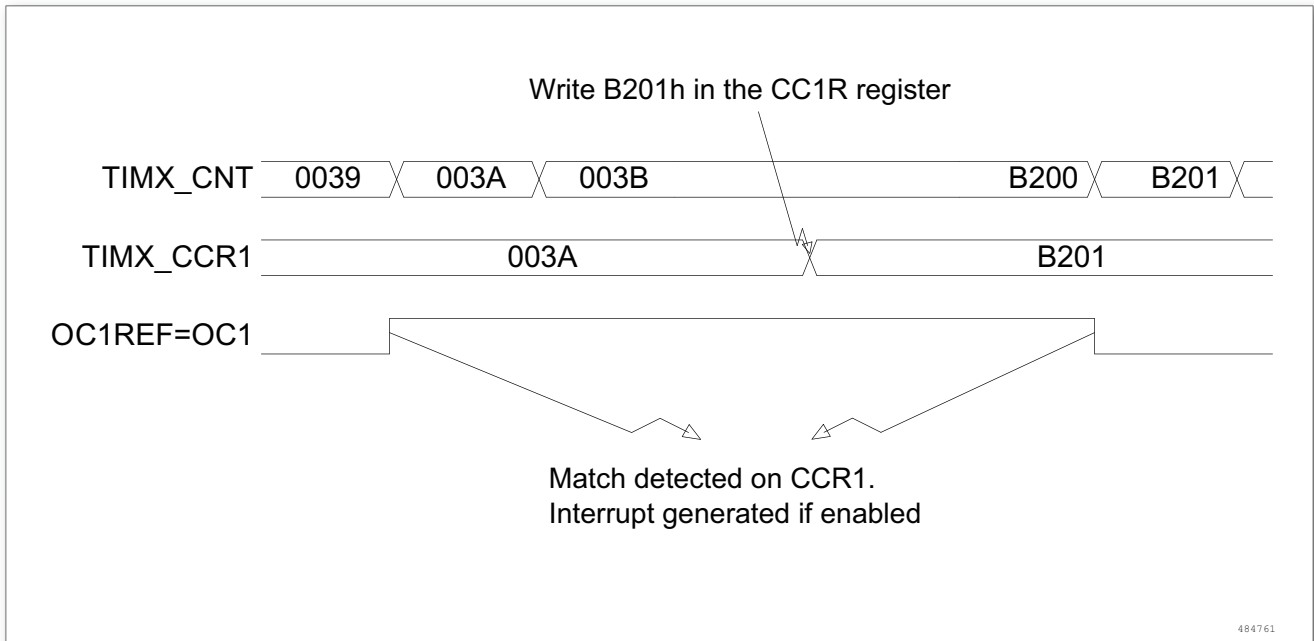 Write B201h in the CC1R register
TIMX_CNT 0039 003A 003B B200 B201
TIMX_CCR1 003A B201
OC1REF=OC1
Match detected on CCR1.
Interrupt generated if enabled
484761